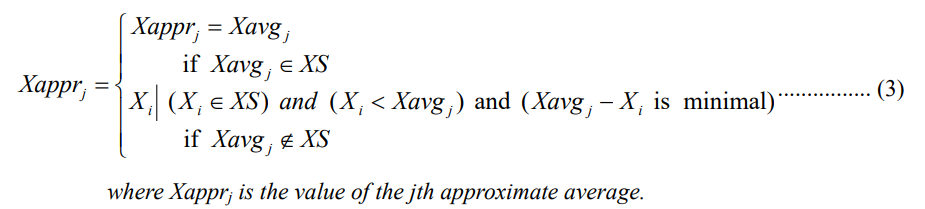 Xappr_j = { Xappr_j = Xavg_j
if Xavg_j ∈ XS
X_i | (X_i ∈ XS) and (X_i < Xavg_j) and (Xavg_j − X_i is minimal) ................ (3)
if Xavg_j ∉ XS
where Xappr_j is the value of the jth approximate average.